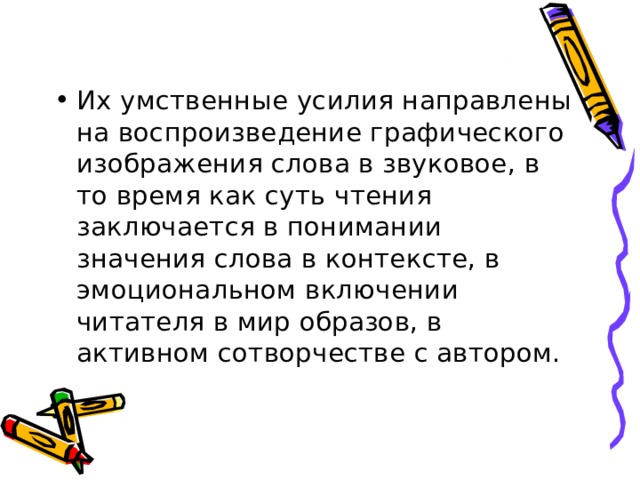 • Их умственные усилия направлены
на воспроизведение графического
изображения слова в звуковое, в
то время как суть чтения
заключается в понимании
значения слова в контексте, в
эмоциональном включении
читателя в мир образов, в
активном сотворчестве с автором.